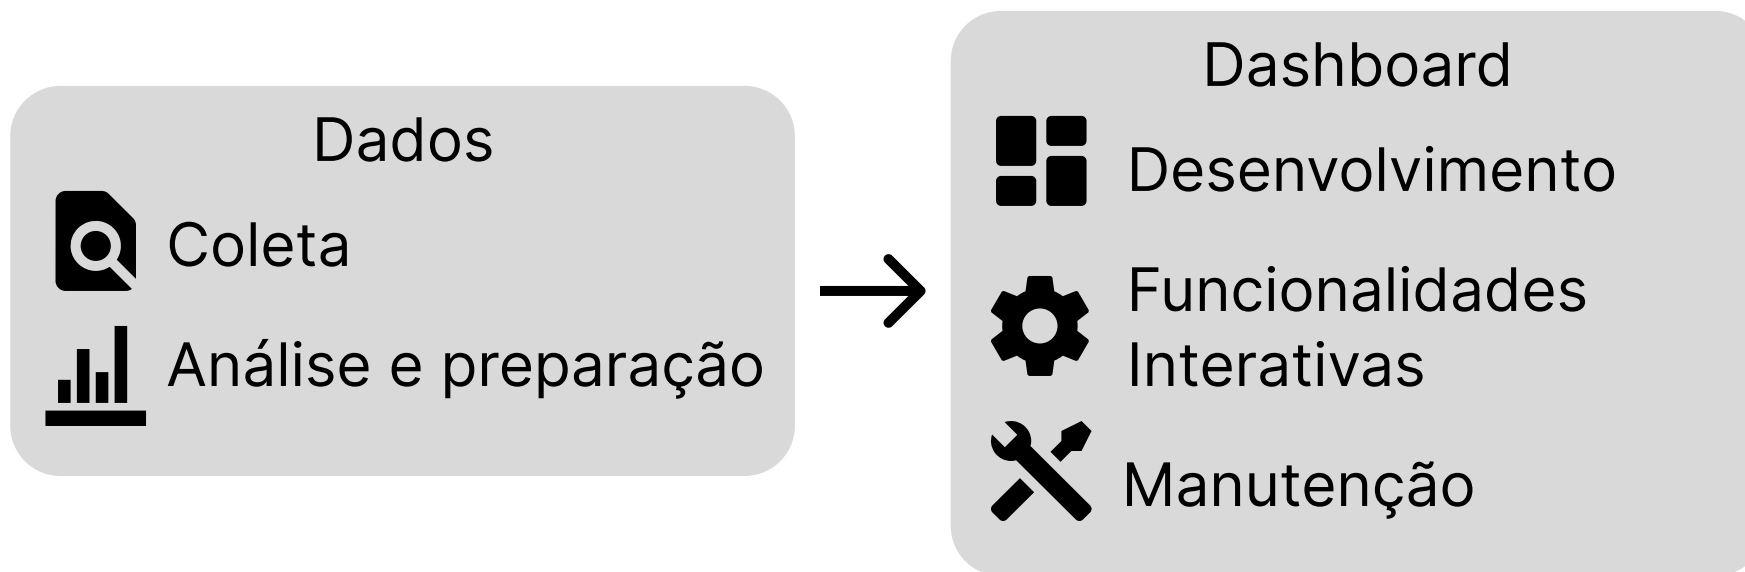 Dados
Coleta
Análise e preparação
Dashboard
Desenvolvimento
Funcionalidades
Interativas
Manutenção